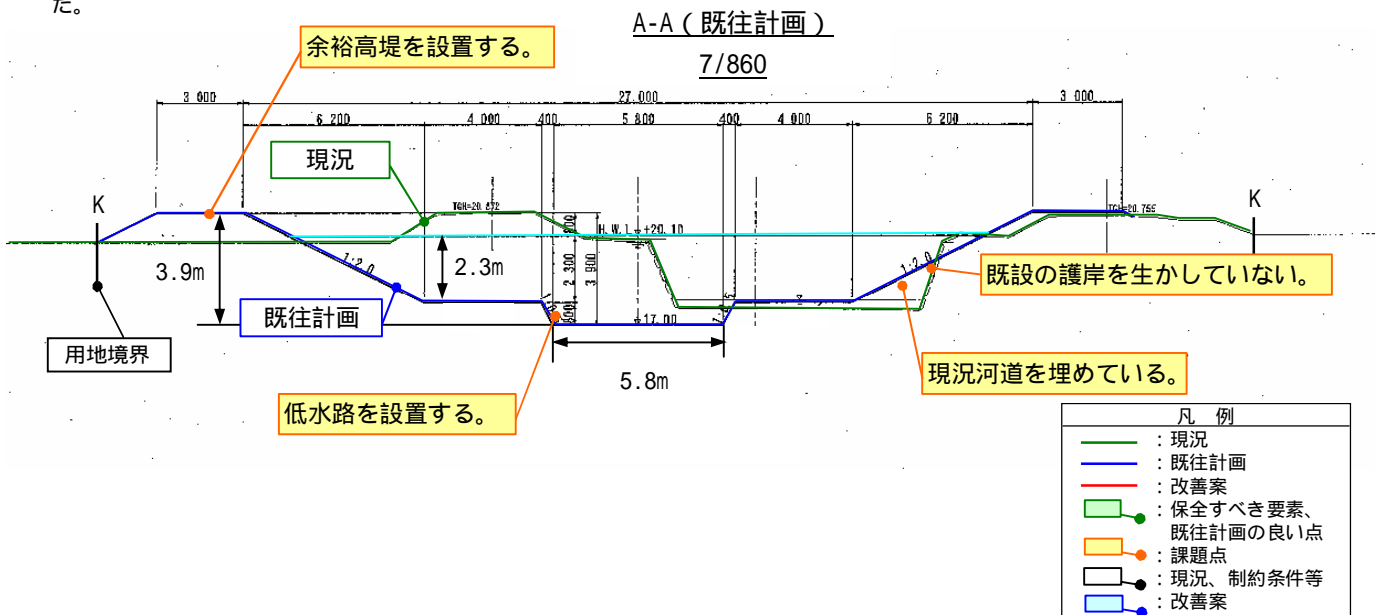 た。
A-A（既往計画）
7/860
余裕高堤を設置する。
3 000
27.000
3 000
6 200
4 000
400
5 800
400
4 000
6 200
現況
K
TGH=20.872
H.W.L +20.10
TGH=20.755
K
3.9m
1:2.0
2.3m
2 300
3 900
1:2.0
既設の護岸を生かしていない。
既往計画
17.00
用地境界
5.8m
現況河道を埋めている。
低水路を設置する。
凡 例
：現況
：既往計画
：改善案
：保全すべき要素、
既往計画の良い点
：課題点
：現況、制約条件等
：改善案